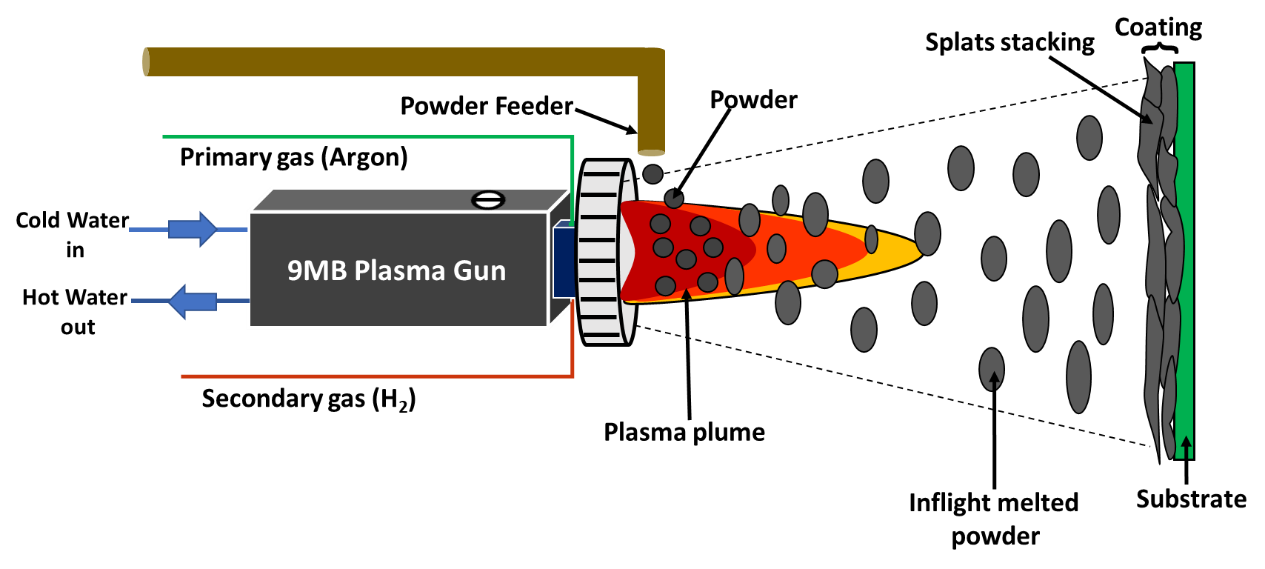 Coating
Splats stacking
Powder Feeder
Powder
Primary gas (Argon)
Cold Water
in
9MB Plasma Gun
Hot Water
out
Secondary gas (H₂)
Plasma plume
Inflight melted
powder
Substrate